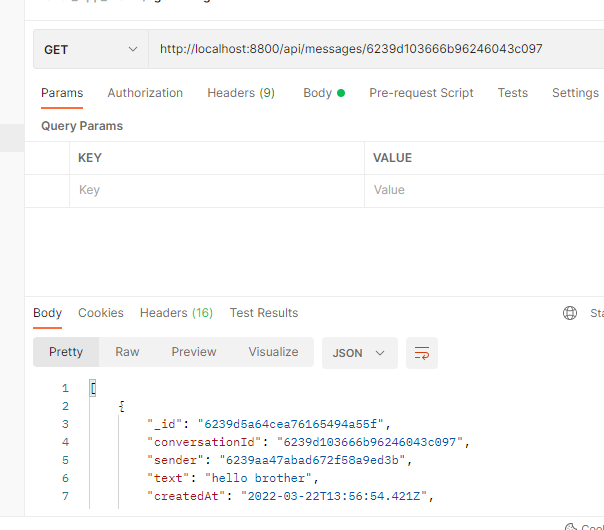 GET http://localhost:8800/api/messages/6239d103666b96246043c097
Params Authorization Headers (9) Body Pre-request Script Tests Settings
Query Params
KEY VALUE
Key Value
Body Cookies Headers (16) Test Results Sta
Pretty Raw Preview Visualize JSON
1 [
2 {
3 "_id": "6239d5a64cea76165494a55f",
4 "conversationId": "6239d103666b96246043c097",
5 "sender": "6239aa47abad672f58a9ed3b",
6 "text": "hello brother",
7 "createdAt": "2022-03-22T13:56:54.421Z",